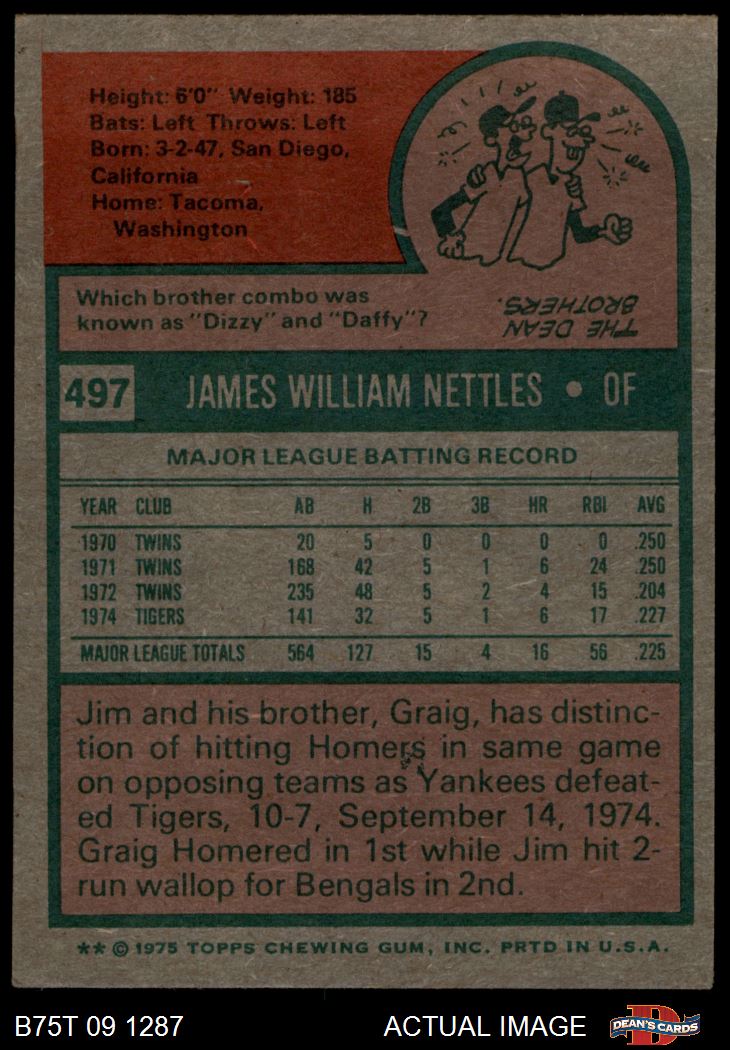 Height: 6'0" Weight: 185
Bats: Left Throws: Left
Born: 3-2-47, San Diego,
California
Home: Tacoma,
Washington
Which brother combo was
known as "Dizzy" and "Daffy"?
THE DEAN
BROTHERS.
497 JAMES WILLIAM NETTLES • OF
MAJOR LEAGUE BATTING RECORD
YEAR CLUB AB H 2B 3B HR RBI AVG
1970 TWINS 20 5 0 0 0 0 .250
1971 TWINS 168 42 5 1 6 24 .250
1972 TWINS 235 48 5 2 4 15 .204
1974 TIGERS 141 32 5 1 6 17 .227
MAJOR LEAGUE TOTALS 564 127 15 4 16 56 .225
Jim and his brother, Graig, has distinc-
tion of hitting Homers in same game
on opposing teams as Yankees defeat-
ed Tigers, 10-7, September 14, 1974.
Graig Homered in 1st while Jim hit 2-
run wallop for Bengals in 2nd.
** © 1975 TOPPS CHEWING GUM, INC. PRTD IN U.S.A.
B75T 09 1287 ACTUAL IMAGE DEAN'S CARDS